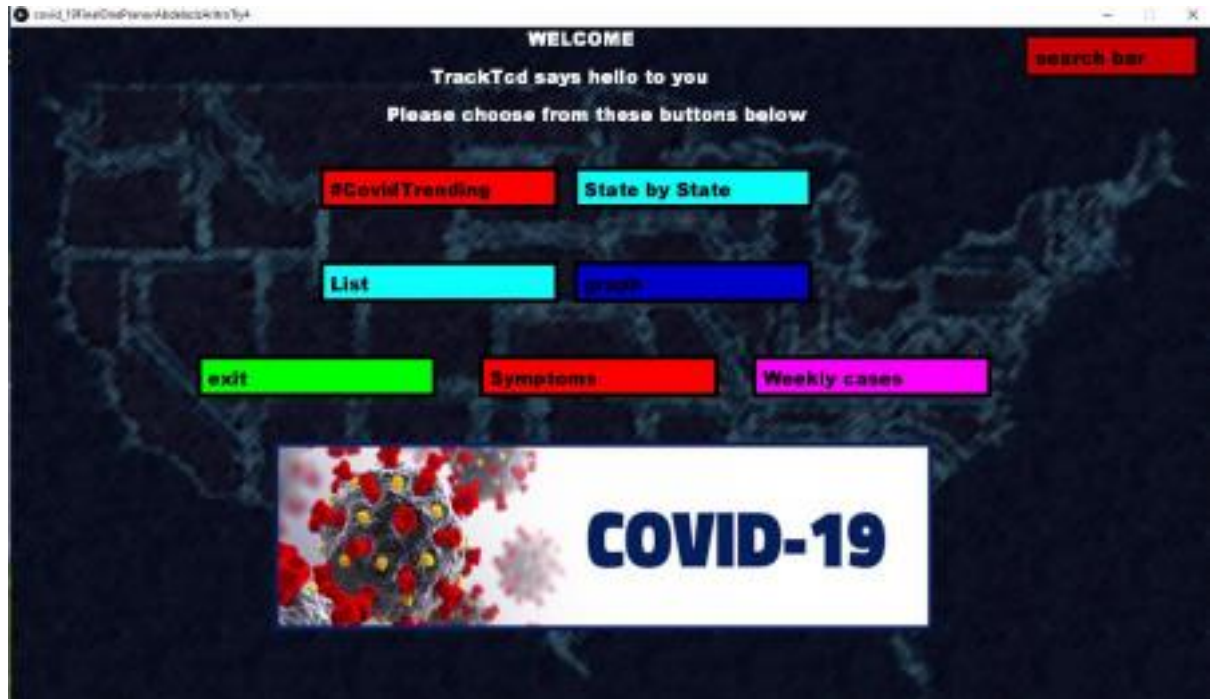 WELCOME
search bar
TrackTcd says hello to you
Please choose from these buttons below
#CovidTrending
State by State
List
graph
exit
Symptoms
Weekly cases
COVID-19